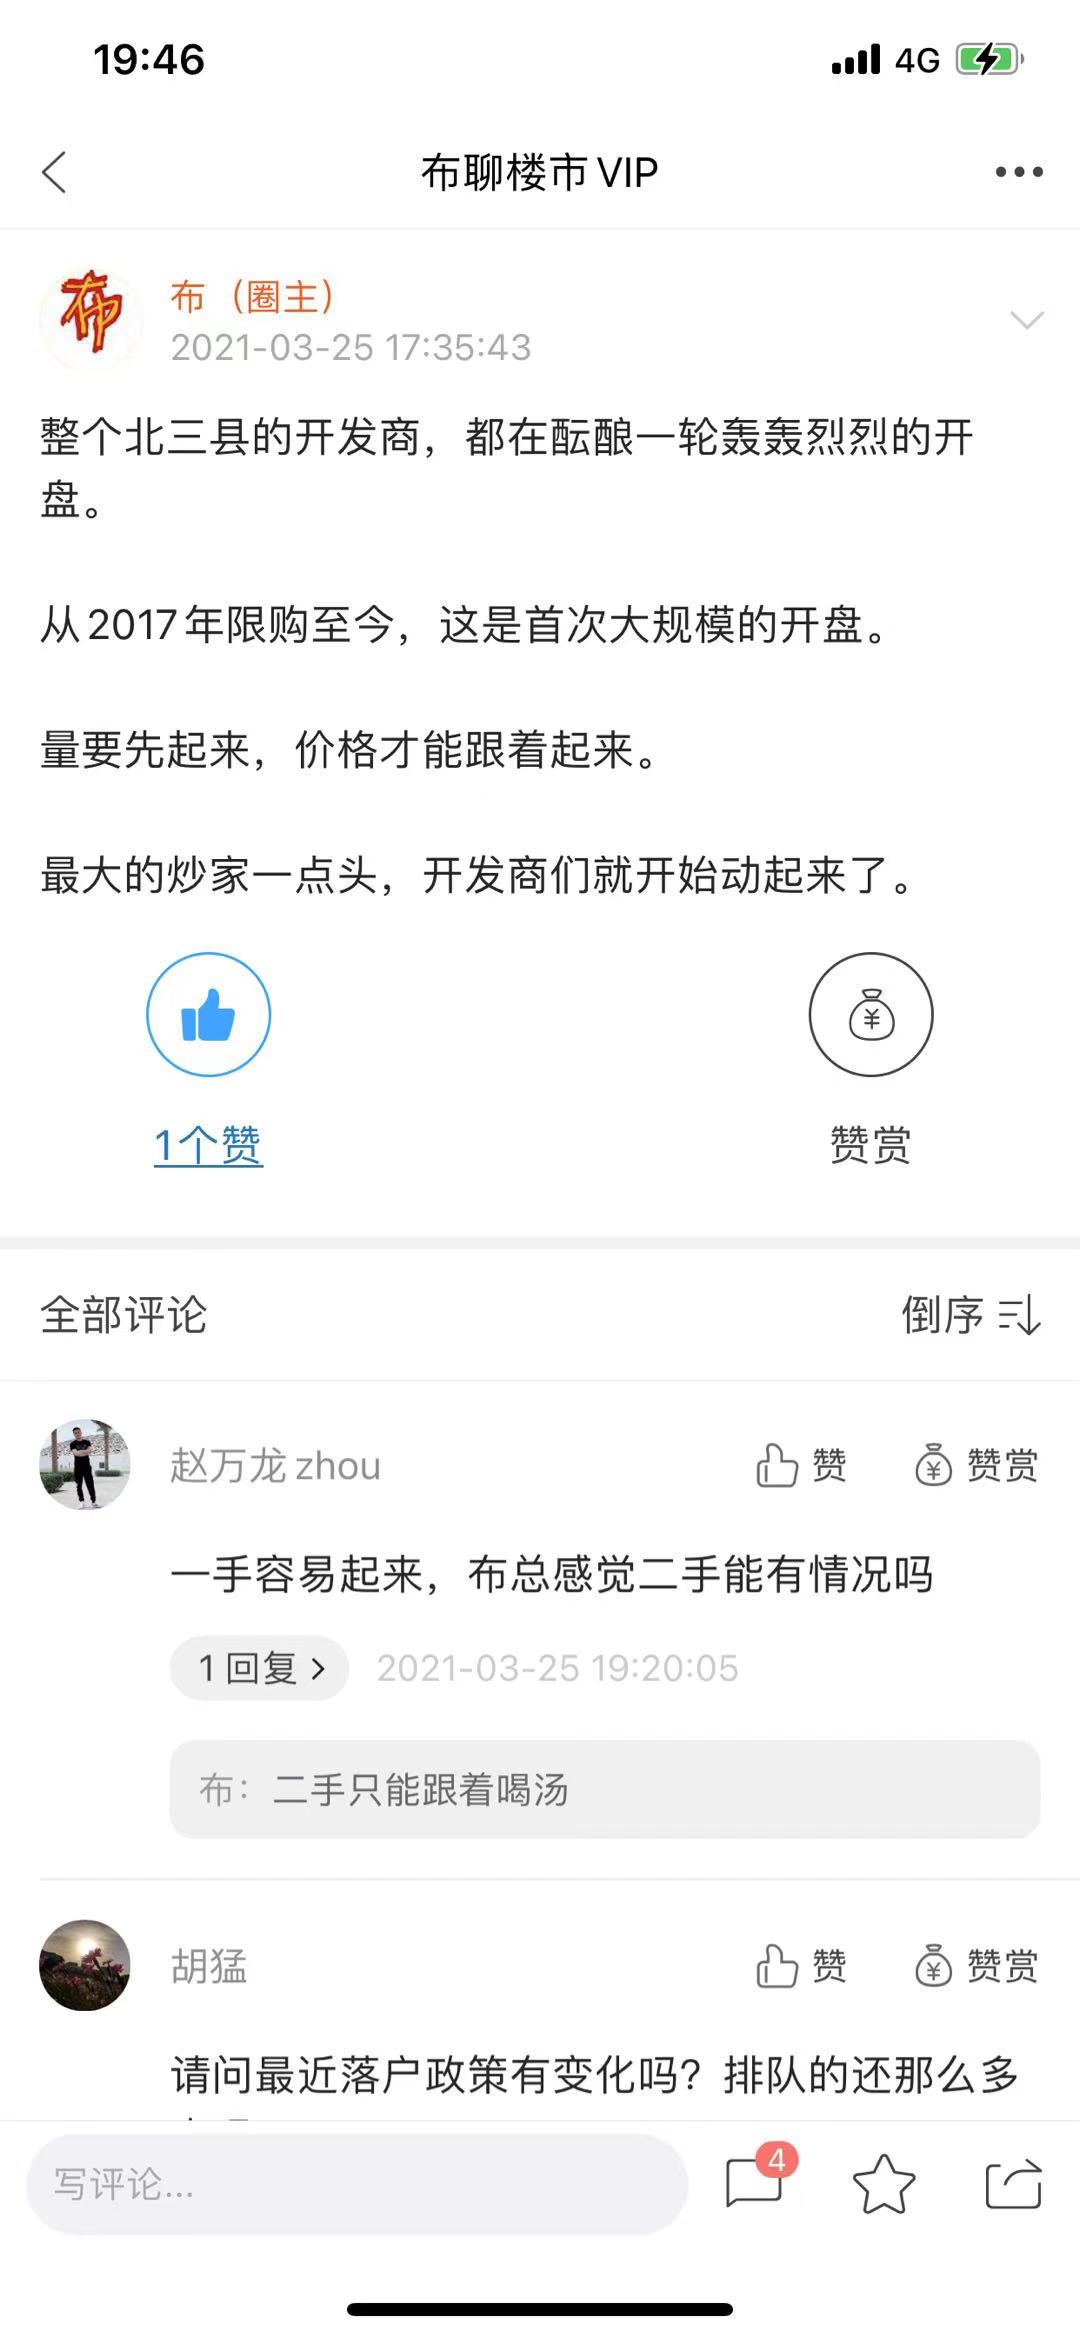 19:46
4G
布聊楼市VIP
布（圈主）
2021-03-25 17:35:43
整个北三县的开发商，都在酝酿一轮轰轰烈烈的开
盘。
从2017年限购至今，这是首次大规模的开盘。
量要先起来，价格才能跟着起来。
最大的炒家一点头，开发商们就开始动起来了。
1个赞
赞赏
全部评论
倒序
赵万龙zhou
赞
赞赏
一手容易起来，布总感觉二手能有情况吗
1 回复
2021-03-25 19:20:05
布：二手只能跟着喝汤
胡猛
赞
赞赏
请问最近落户政策有变化吗？排队的还那么多
写评论...
4